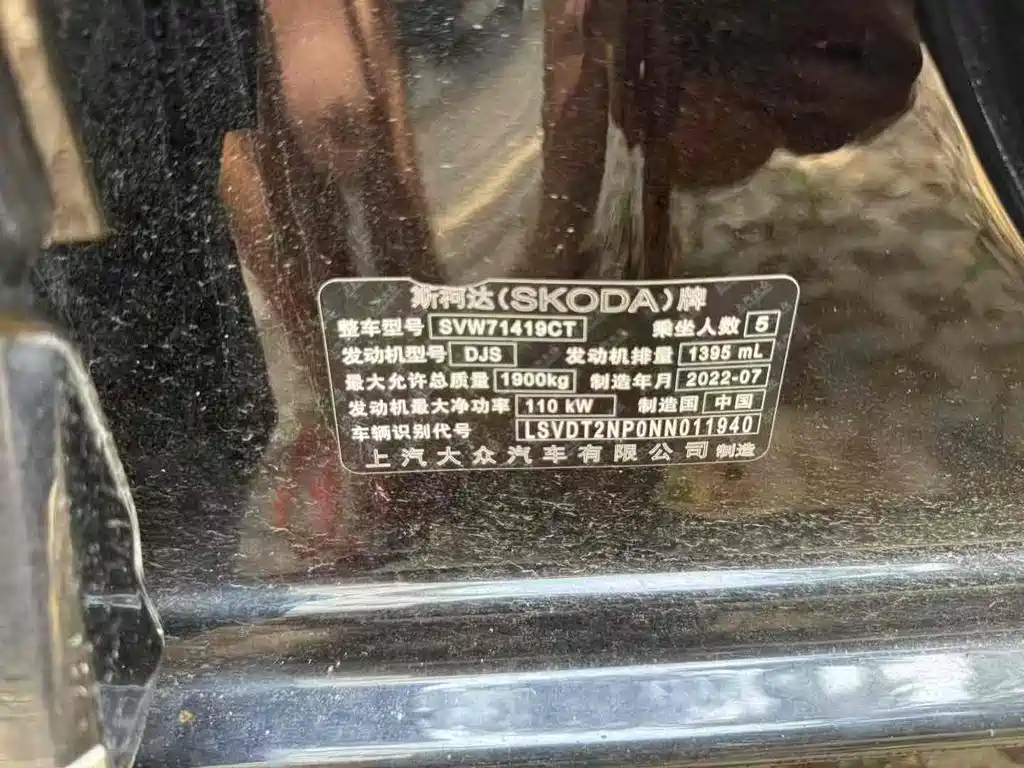 斯柯达(SKODA)牌
整车型号 SVW71419CT 乘坐人数 5
发动机型号 DJS 发动机排量 1395 mL
最大允许总质量 1900kg 制造年月 2022-07
发动机最大净功率 110 kW 制造国 中国
车辆识别代号 LSVDT2NP0NN011940
上汽大众汽车有限公司 制造